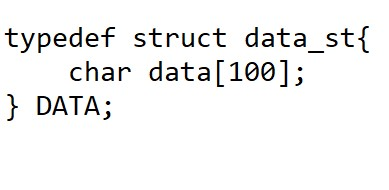 typedef struct data_st{
    char data[100];
} DATA;